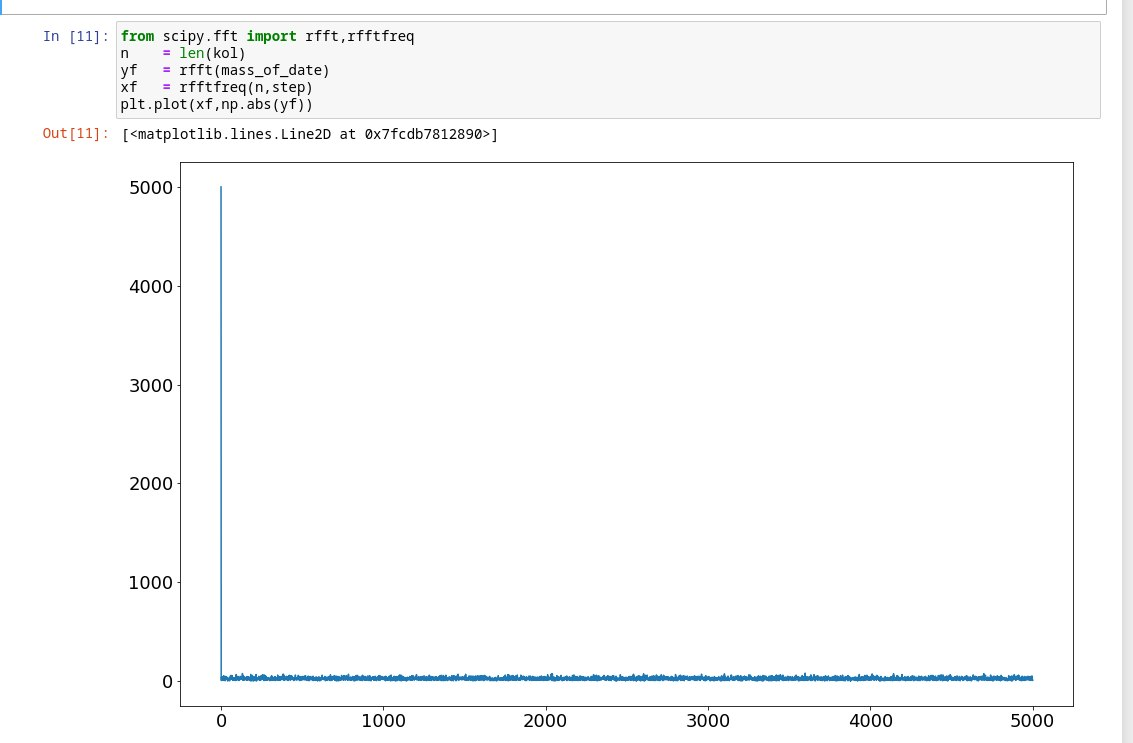 In [11]: from scipy.fft import rfft,rfftfreq
n    = len(kol)
yf   = rfft(mass_of_date)
xf   = rfftfreq(n,step)
plt.plot(xf,np.abs(yf))
Out[11]: [<matplotlib.lines.Line2D at 0x7fcdb7812890>]
5000
4000
3000
2000
1000
0
0 1000 2000 3000 4000 5000